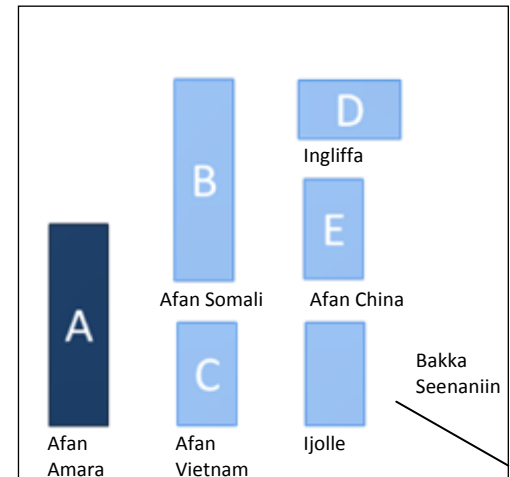 D
Ingliffa
B
E
Afan Somali
Afan China
A
C
Bakka
Seenaniin
Afan
Amara
Afan
Vietnam
Ijolle